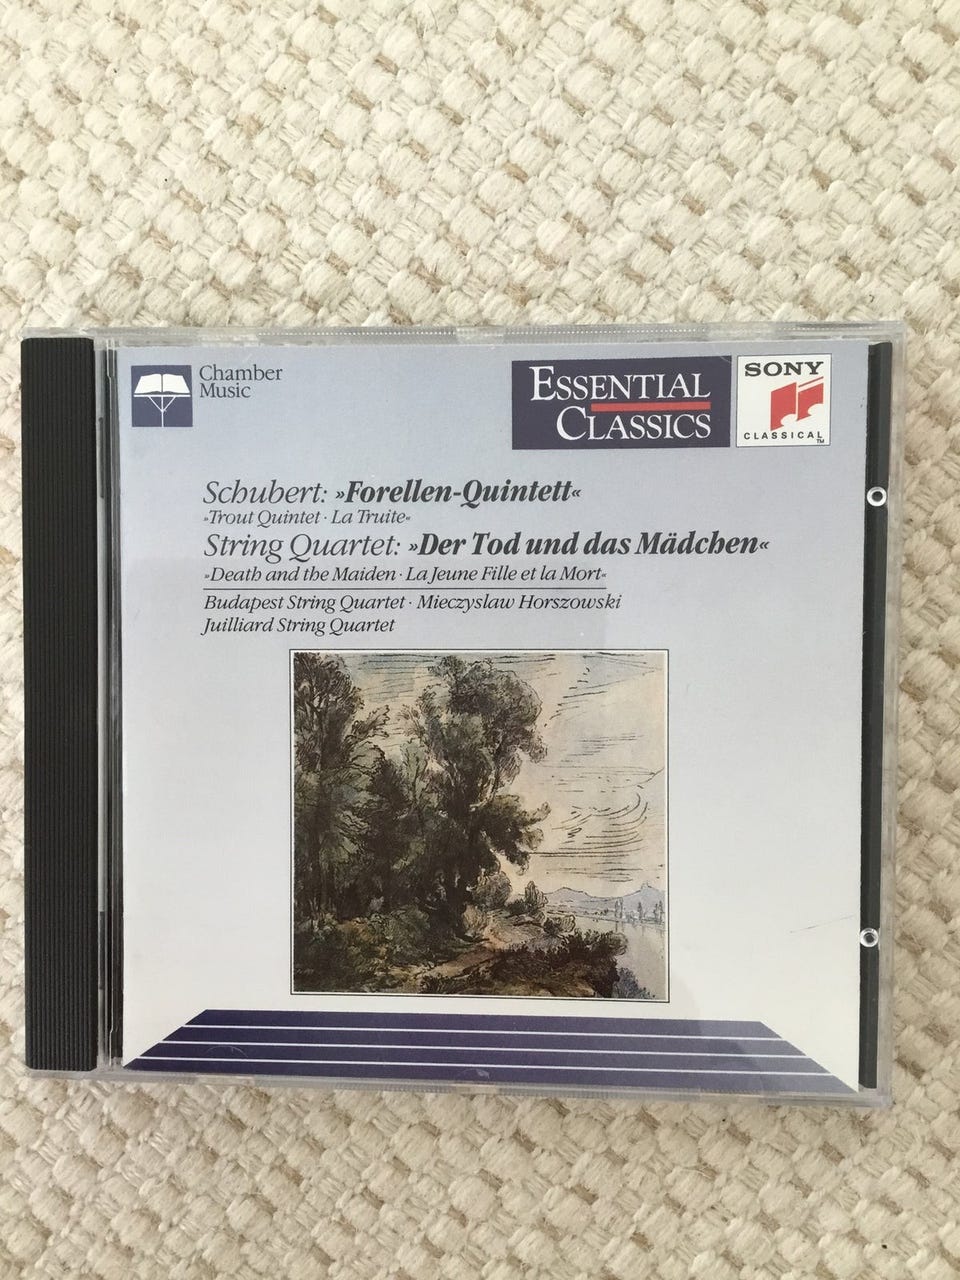 Chamber
Music
ESSENTIAL
CLASSICS
SONY
CLASSICAL
TM
Schubert: »Forellen-Quintett«
»Trout Quintet · La Truite«
String Quartet: »Der Tod und das Mädchen«
»Death and the Maiden · La Jeune Fille et la Mort«
Budapest String Quartet · Mieczyslaw Horszowski
Juilliard String Quartet